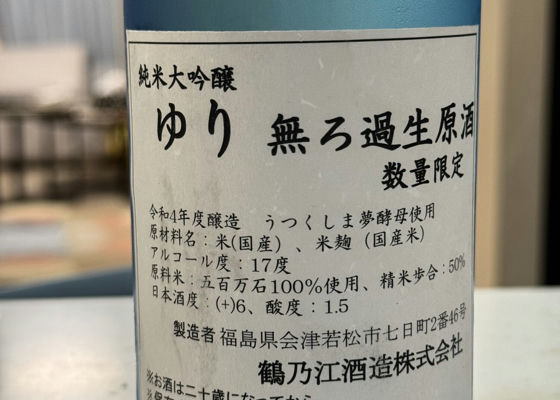 純米大吟醸
ゆり 無ろ過生原酒
数量限定
令和4年度醸造 うつくしま夢酵母使用
原材料名：米(国産)、米麹（国産米）
アルコール度：17度
原料米：五百万石100%使用、精米歩合：50%
日本酒度：(+)6、酸度：1.5
製造者 福島県会津若松市七日町2番46号
鶴乃江酒造株式会社
※お酒は二十歳になってから